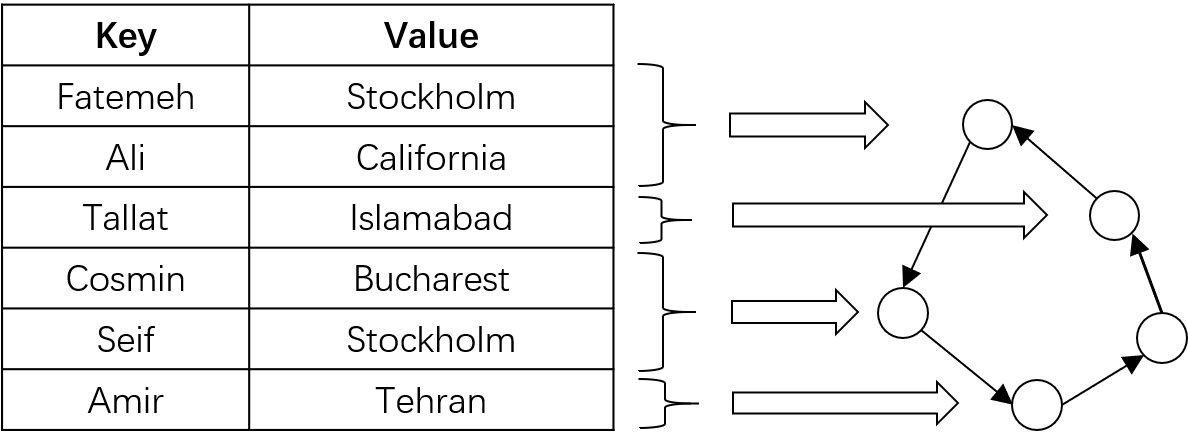 Key Value
Fatemeh Stockholm
Ali California
Tallat Islamabad
Cosmin Bucharest
Seif Stockholm
Amir Tehran